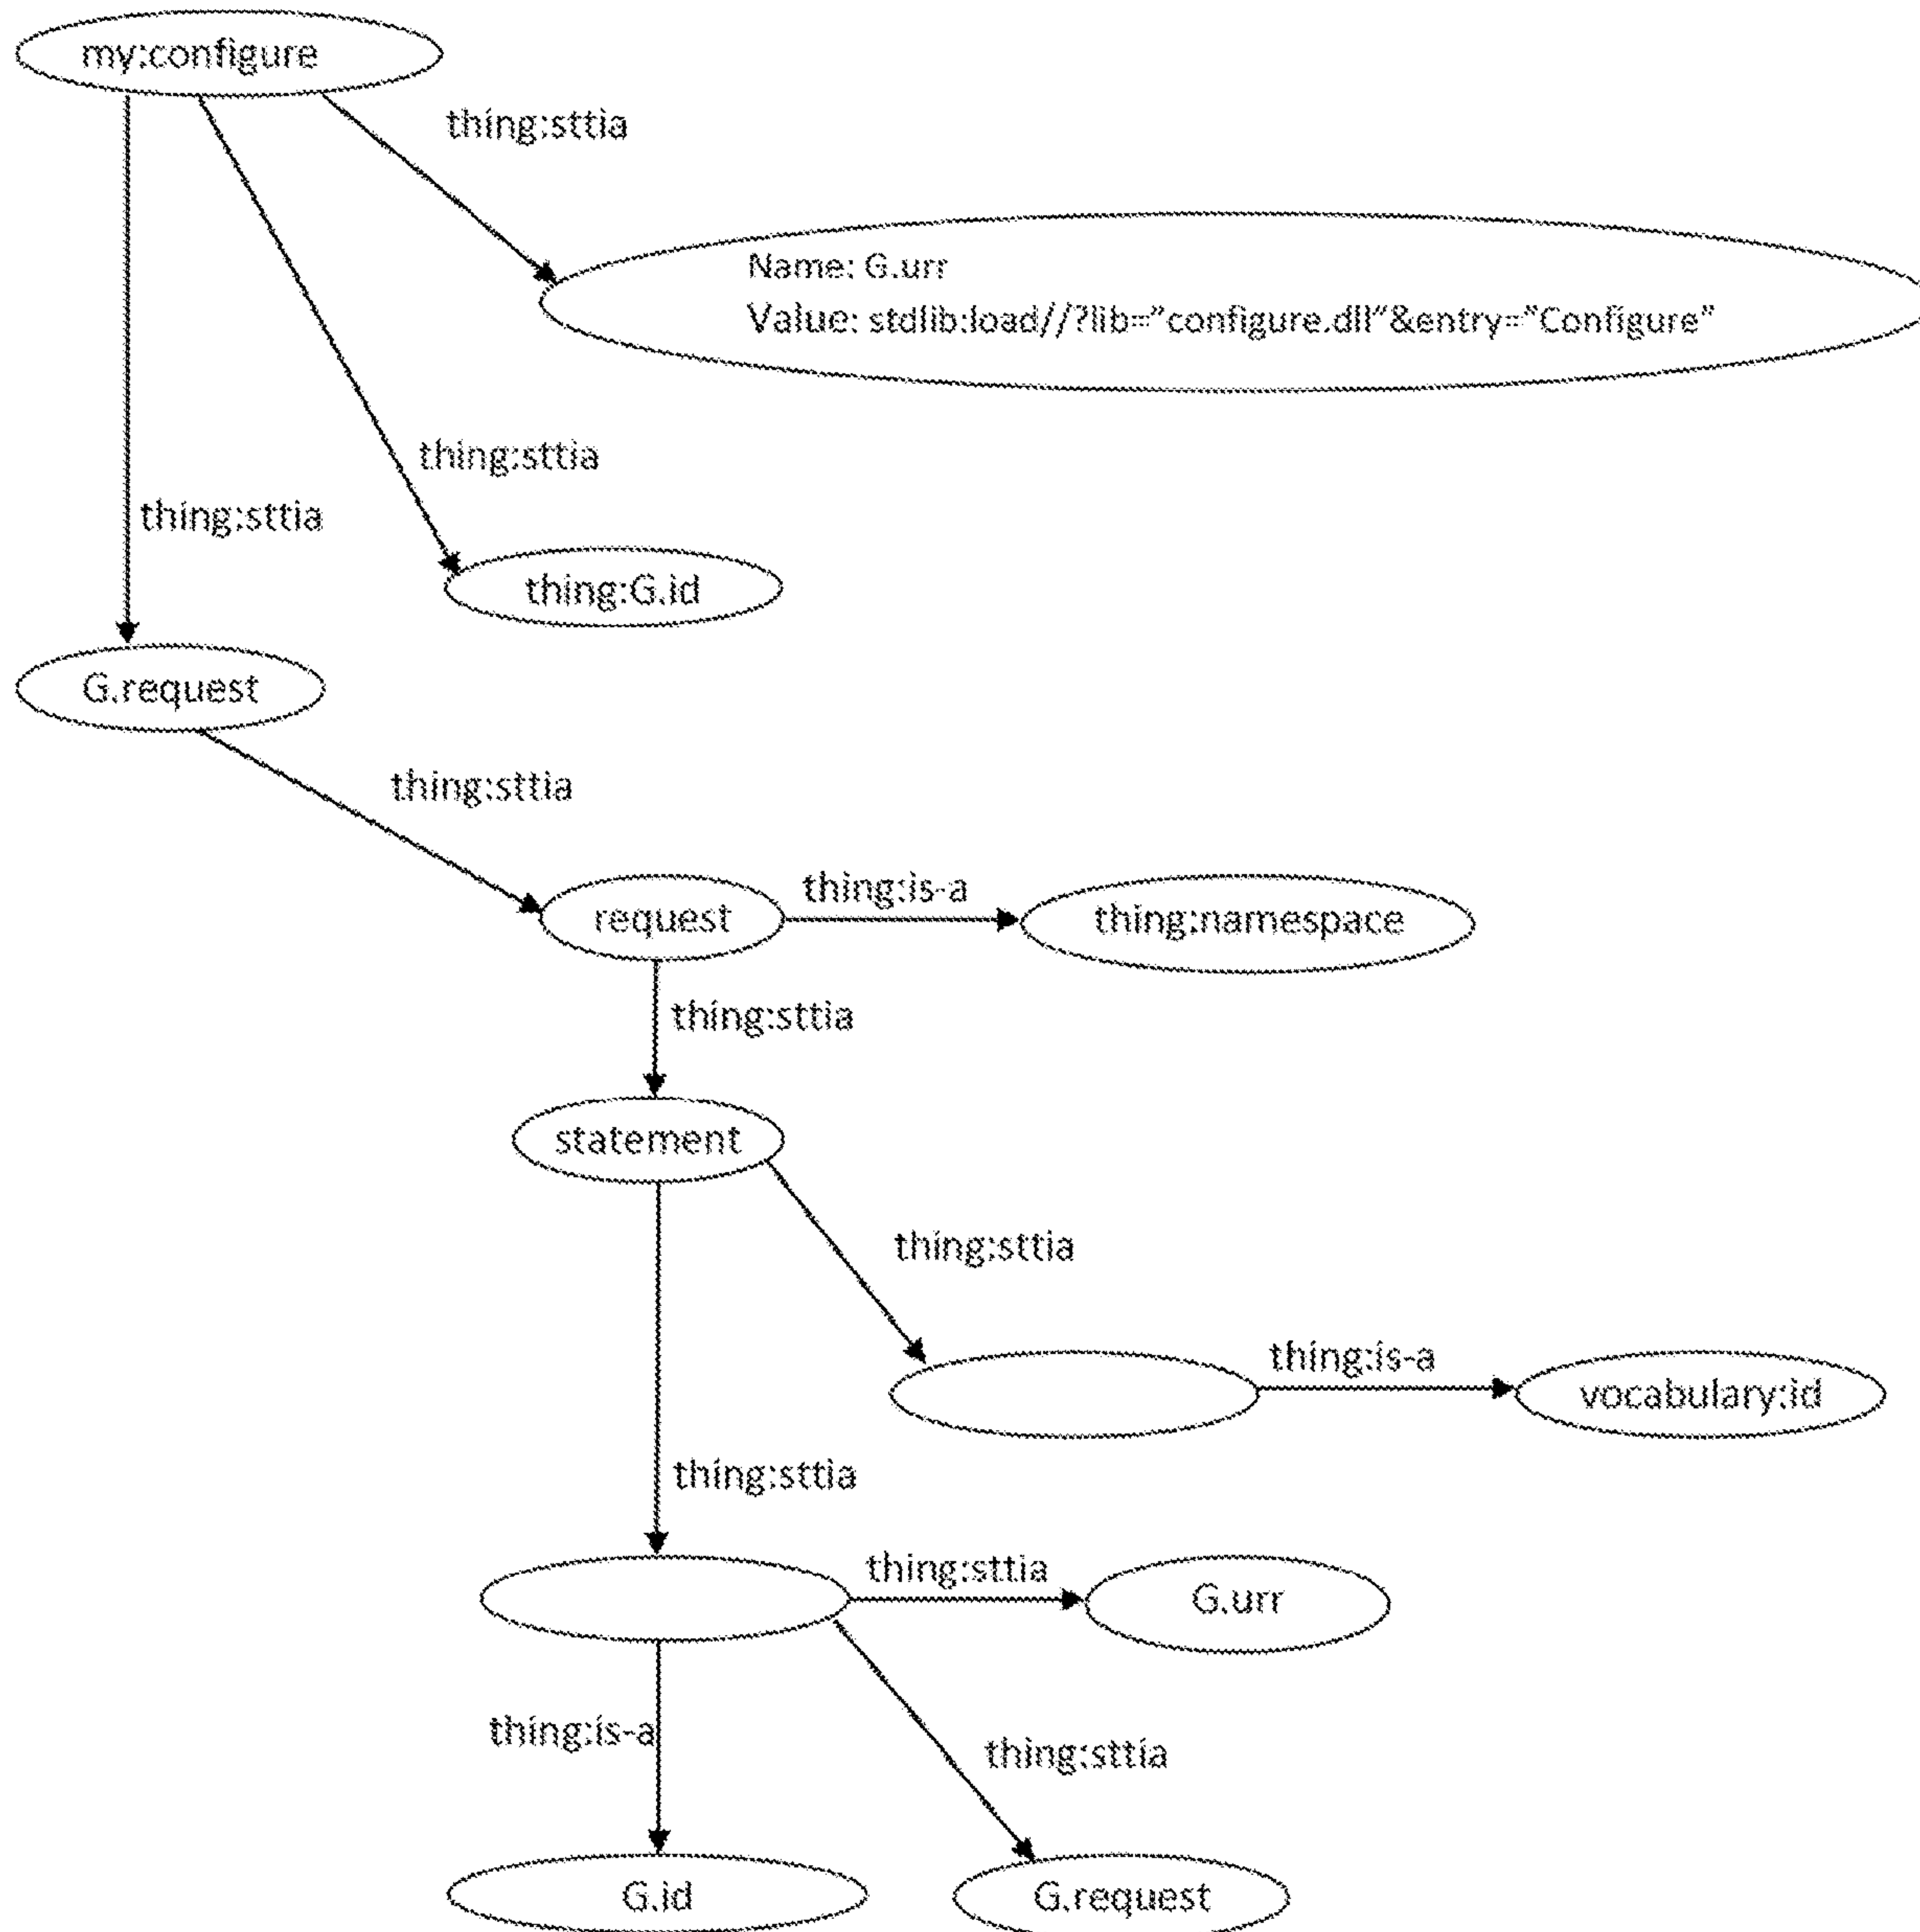 my:configure
thing:sttia
Name: G.urr
Value: stdlib:load//?lib=”configure.dll”&entry=”Configure”
thing:sttia
thing:sttia
thing:G.id
G.request
thing:sttia
thing:is-a
request
thing:namespace
thing:sttia
statement
thing:sttia
thing:is-a
vocabulary:id
thing:sttia
thing:sttia
G.urr
thing:is-a
thing:sttia
G.id
G.request